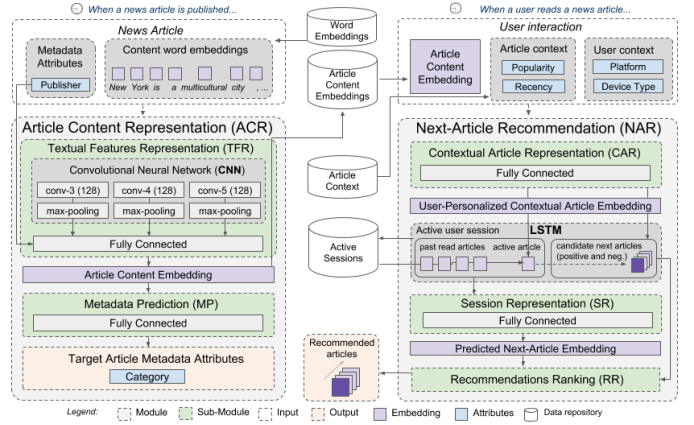 When a news article is published...
News Article
Metadata
Attributes
Publisher
Content word embeddings
New York is a multicultural city , ...
Word
Embeddings
Article
Content
Embeddings
Article
Context
Active
Sessions
Article Content Representation (ACR)
Textual Features Representation (TFR)
Convolutional Neural Network (CNN)
conv-3 (128)
conv-4 (128)
conv-5 (128)
max-pooling
max-pooling
max-pooling
Fully Connected
Article Content Embedding
Metadata Prediction (MP)
Fully Connected
Target Article Metadata Attributes
Category
When a user reads a news article...
User interaction
Article
Content
Embedding
Article context
Popularity
Recency
User context
Platform
Device Type
Next-Article Recommendation (NAR)
Contextual Article Representation (CAR)
Fully Connected
User-Personalized Contextual Article Embedding
Active user session
LSTM
past read articles
active article
candidate next articles
(positive and neg.)
Session Representation (SR)
Fully Connected
Predicted Next-Article Embedding
Recommendations Ranking (RR)
Recommended
articles
Legend:
Module
Sub-Module
Input
Output
Embedding
Attributes
Data repository